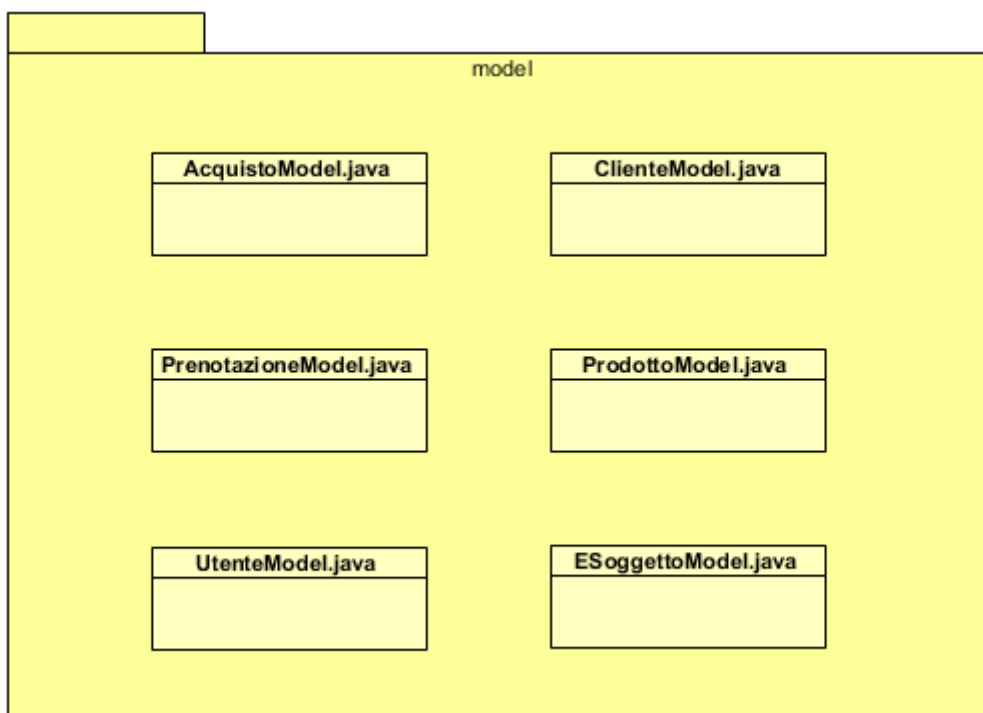 model
AcquistoModel.java
ClienteModel.java
PrenotazioneModel.java
ProdottoModel.java
UtenteModel.java
ESoggettoModel.java